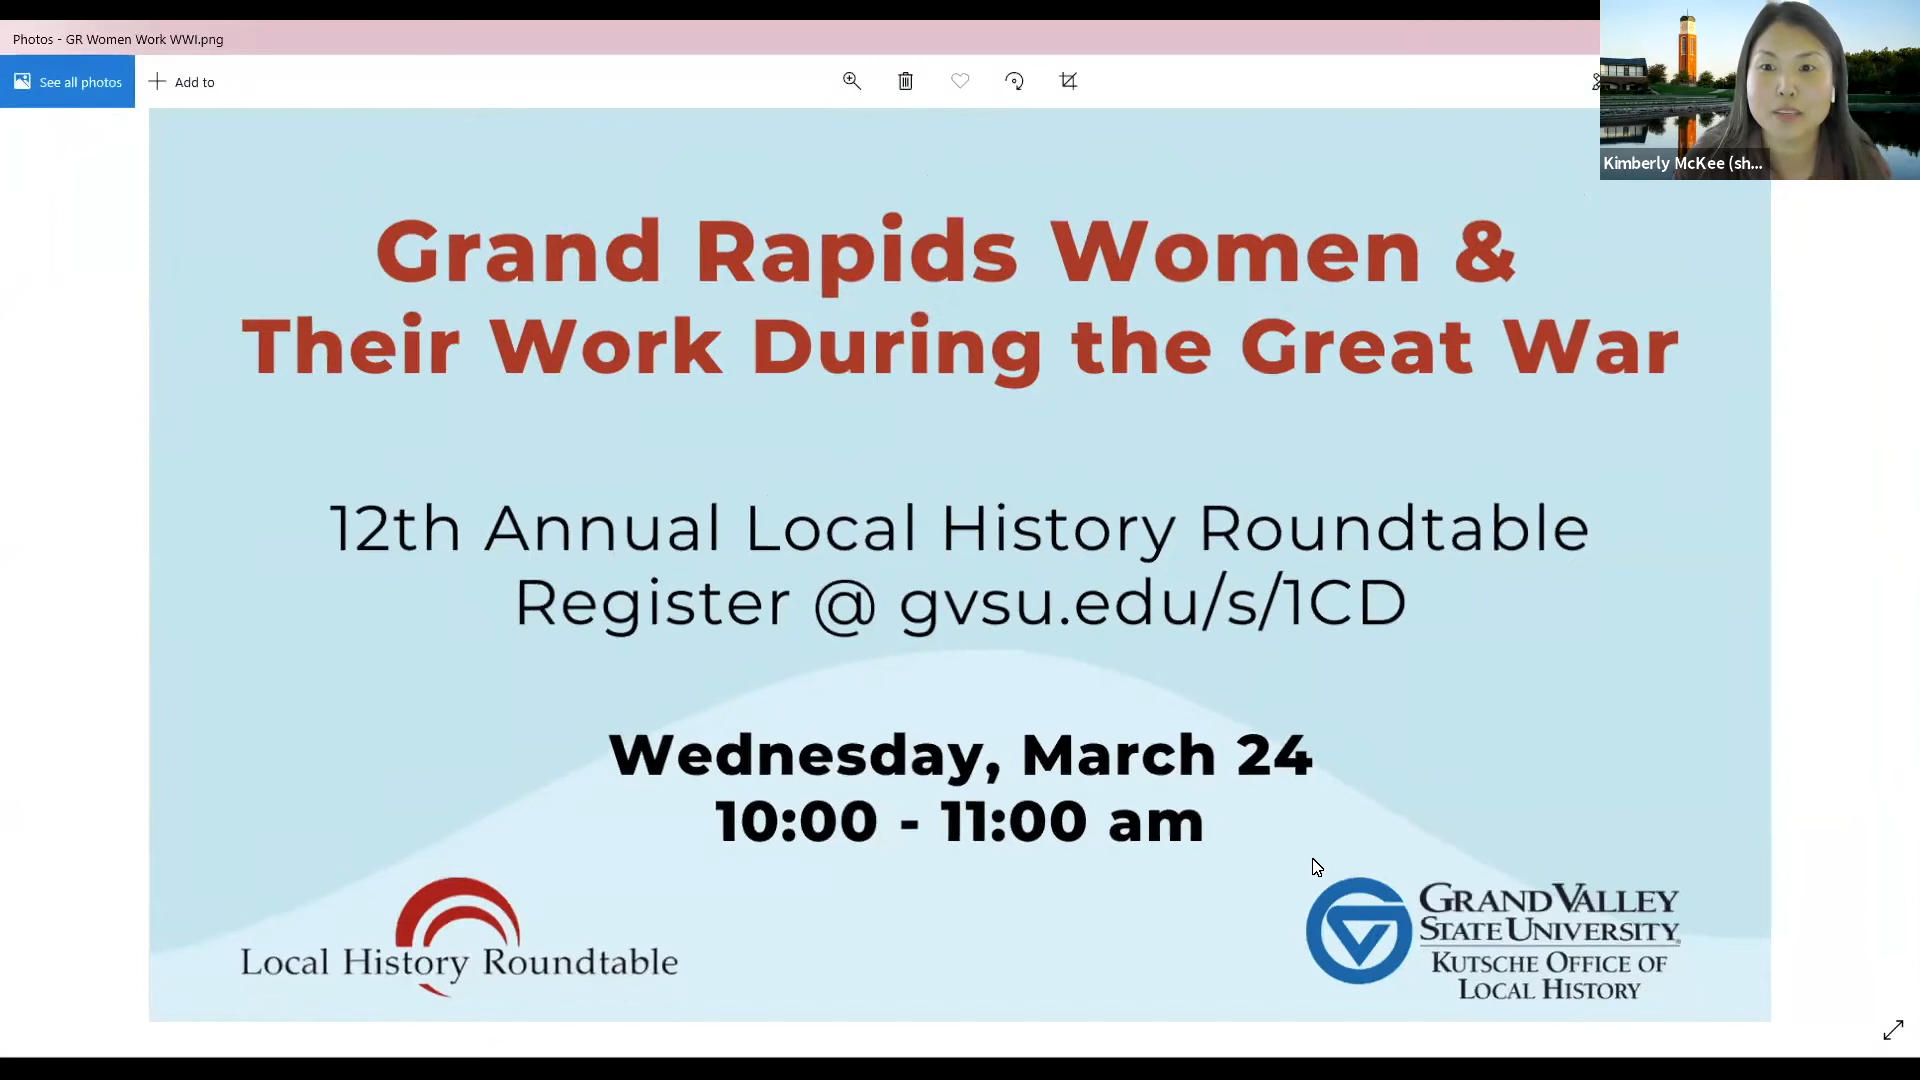 Photos - GR Women Work WWI.png
See all photos
Add to
Kimberly McKee (sh...
Grand Rapids Women &
Their Work During the Great War
12th Annual Local History Roundtable
Register @ gvsu.edu/s/1CD
Wednesday, March 24
10:00 - 11:00 am
Local History Roundtable
GRAND VALLEY
STATE UNIVERSITY
KUTSCHE OFFICE OF
LOCAL HISTORY